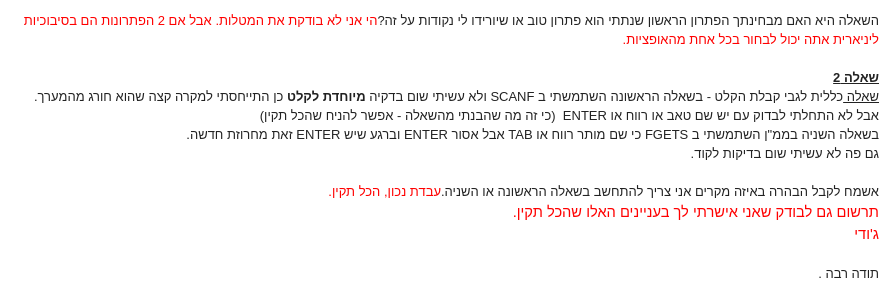 השאלה היא האם מבחינתך הפתרון הראשון שנתתי הוא פתרון טוב או שיורידו לי נקודות על זה?הי אני לא בודקת את המטלות. אבל אם 2 הפתרונות הם בסיבוכיות
ליניארית אתה יכול לבחור בכל אחת מהאופציות.
שאלה 2
שאלה כללית לגבי קבלת הקלט - בשאלה הראשונה השתמשתי ב SCANF ולא עשיתי שום בדקיה מיוחדת לקלט כן התייחסתי למקרה קצה שהוא חורג מהמערך.
אבל לא התחלתי לבדוק עם יש שם טאב או רווח או ENTER (כי זה מה שהבנתי מהשאלה - אפשר להניח שהכל תקין)
בשאלה השניה בממ"ן השתמשתי ב FGETS כי שם מותר רווח או TAB אבל אסור ENTER וברגע שיש ENTER זאת מחרוזת חדשה.
גם פה לא עשיתי שום בדיקות לקוד.
אשמח לקבל הבהרה באיזה מקרים אני צריך להתחשב בשאלה הראשונה או השניה.עבדת נכון, הכל תקין.
תרשום גם לבודק שאני אישרתי לך בעניינים האלו שהכל תקין.
ג'ודי
תודה רבה .